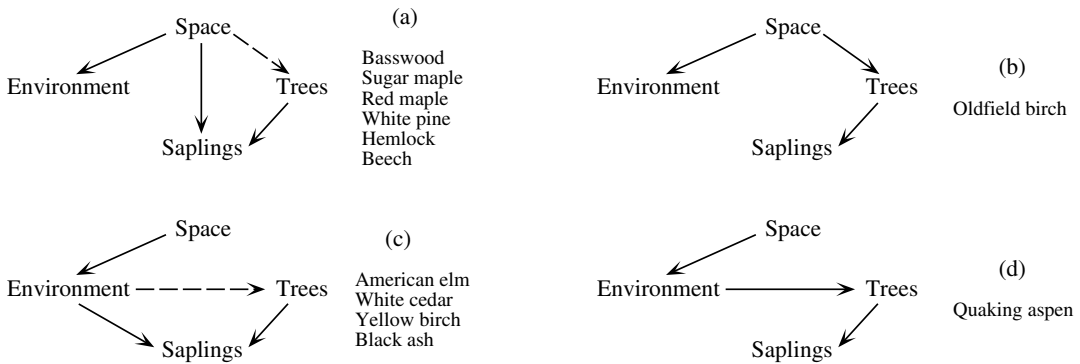 Space
(a)
Environment
Trees
Saplings
Basswood
Sugar maple
Red maple
White pine
Hemlock
Beech
Space
(b)
Environment
Trees
Saplings
Oldfield birch
Space
(c)
Environment
Trees
Saplings
American elm
White cedar
Yellow birch
Black ash
Space
(d)
Environment
Trees
Saplings
Quaking aspen